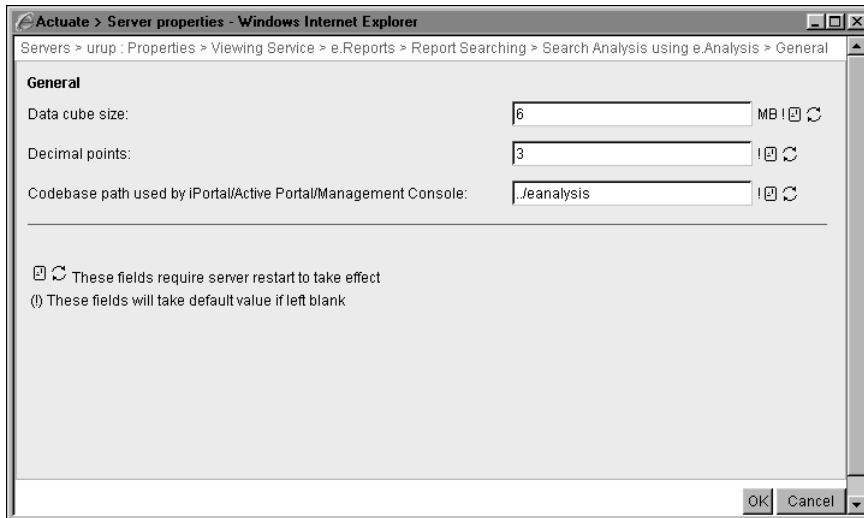 Actuate > Server properties - Windows Internet Explorer
Servers > urup : Properties > Viewing Service > e.Reports > Report Searching > Search Analysis using e.Analysis > General
General
Data cube size: 6 MB !
Decimal points: 3 !
Codebase path used by iPortal/Active Portal/Management Console: ../eanalysis !
These fields require server restart to take effect
(!) These fields will take default value if left blank
OK Cancel